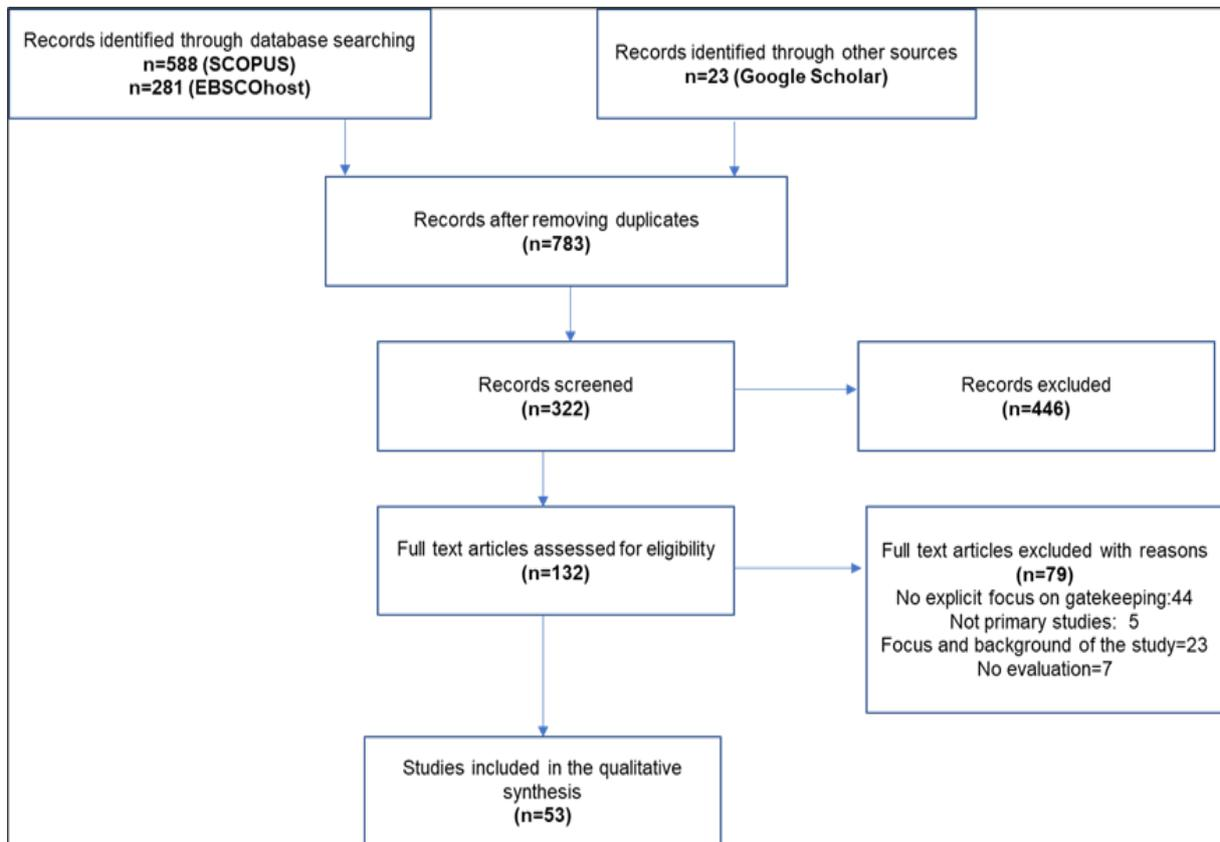 Records identified through database searching
n=588 (SCOPUS)
n=281 (EBSCOhost)
Records identified through other sources
n=23 (Google Scholar)
Records after removing duplicates
(n=783)
Records screened
(n=322)
Records excluded
(n=446)
Full text articles assessed for eligibility
(n=132)
Full text articles excluded with reasons
(n=79)
No explicit focus on gatekeeping:44
Not primary studies: 5
Focus and background of the study=23
No evaluation=7
Studies included in the qualitative
synthesis
(n=53)